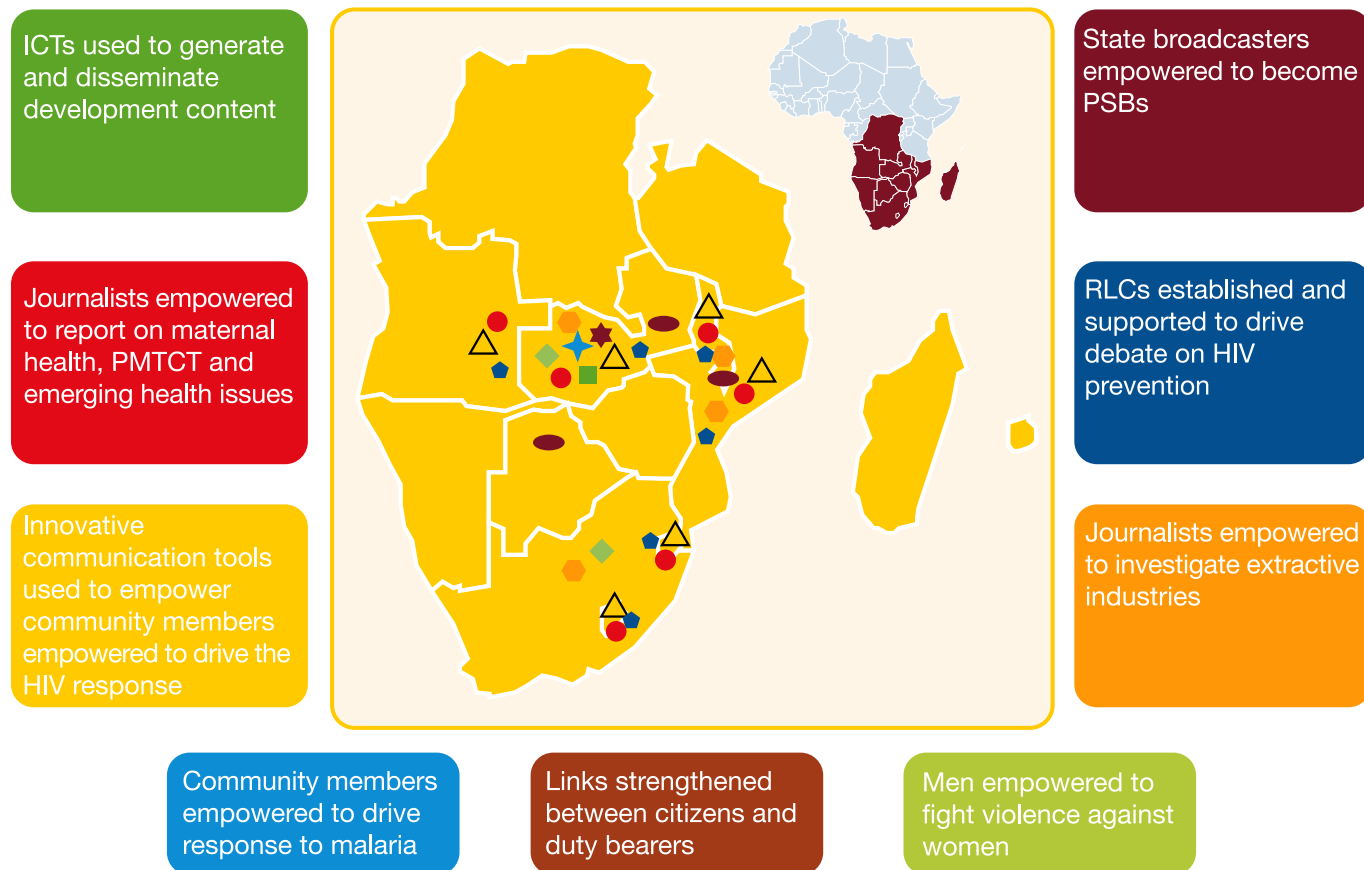 ICTs used to generate
and disseminate
development content
State broadcasters
empowered to become
PSBs
Journalists empowered
to report on maternal
health, PMTCT and
emerging health issues
RLCs established and
supported to drive
debate on HIV
prevention
Innovative
communication tools
used to empower
community members
empowered to drive the
HIV response
Journalists empowered
to investigate extractive
industries
Community members
empowered to drive
response to malaria
Links strengthened
between citizens and
duty bearers
Men empowered to
fight violence against
women